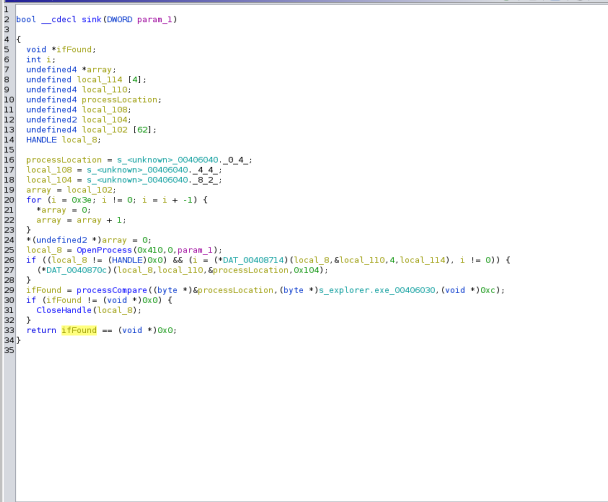 1
2 bool __cdecl sink(DWORD param_1)
3
4 {
5 void *ifFound;
6 int i;
7 undefined4 *array;
8 undefined local_114 [4];
9 undefined4 local_110;
10 undefined4 processLocation;
11 undefined4 local_108;
12 undefined2 local_104;
13 undefined4 local_102 [62];
14 HANDLE local_8;
15
16 processLocation = s_<unknown>_00406040._0_4_;
17 local_108 = s_<unknown>_00406040._4_4_;
18 local_104 = s_<unknown>_00406040._8_2_;
19 array = local_102;
20 for (i = 0x3e; i != 0; i = i + -1) {
21 *array = 0;
22 array = array + 1;
23 }
24 *(undefined2 *)array = 0;
25 local_8 = OpenProcess(0x410,0,param_1);
26 if ((local_8 != (HANDLE)0x0) && (i = (*DAT_00408714)(local_8,&local_110,4,local_114), i != 0)) {
27 (*DAT_0040870c)(local_8,local_110,&processLocation,0x104);
28 }
29 ifFound = processCompare((byte *)&processLocation,(byte *)s_explorer.exe_00406030,(void *)0xc);
30 if (ifFound != (void *)0x0) {
31 CloseHandle(local_8);
32 }
33 return ifFound == (void *)0x0;
34 }
35